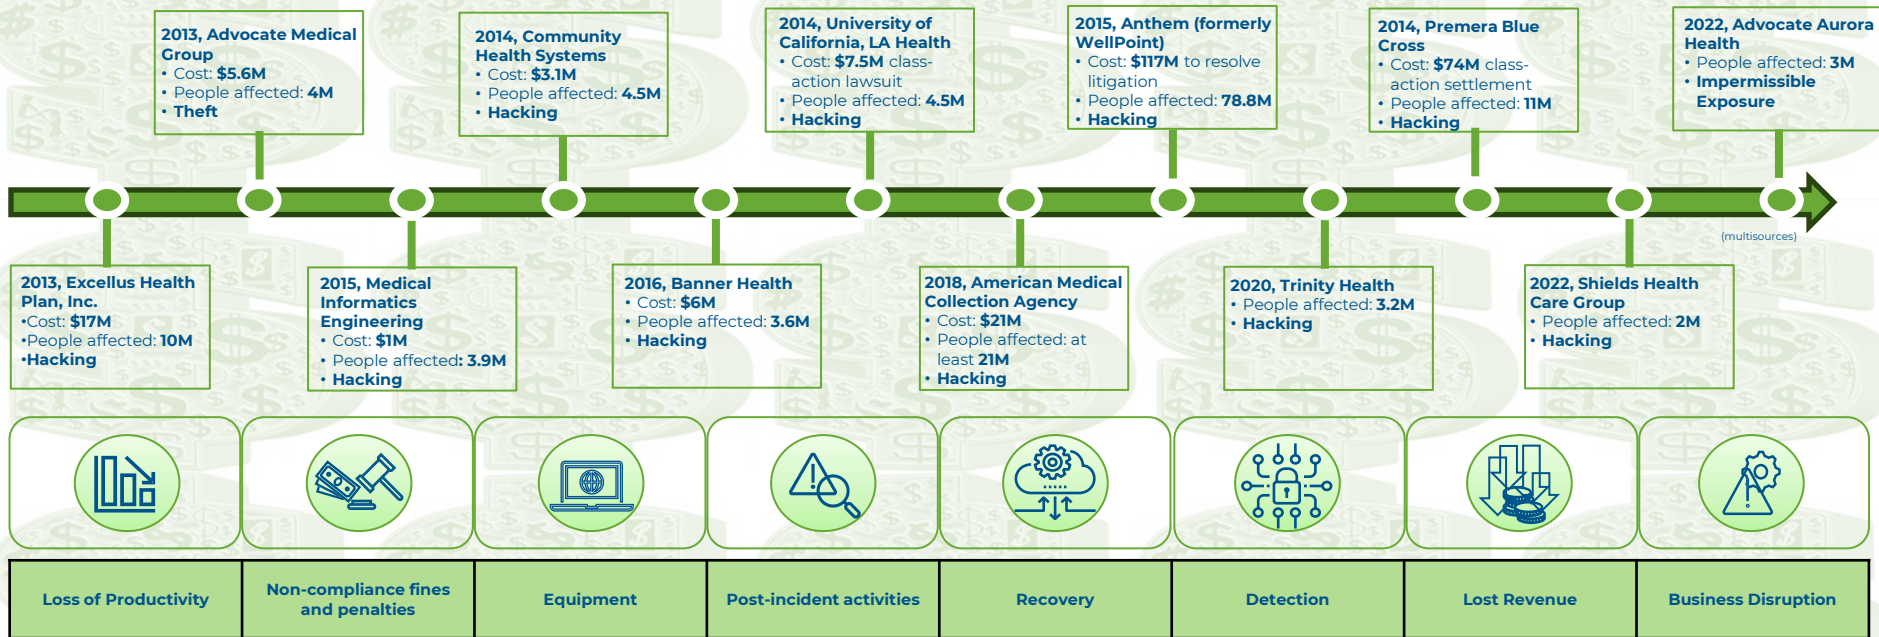 2013, Advocate Medical
Group
• Cost: $5.6M
• People affected: 4M
• Theft
2014, Community
Health Systems
• Cost: $3.1M
• People affected: 4.5M
• Hacking
2014, University of
California, LA Health
• Cost: $7.5M class-
action lawsuit
• People affected: 4.5M
• Hacking
2015, Anthem (formerly
WellPoint)
• Cost: $117M to resolve
litigation
• People affected: 78.8M
• Hacking
2014, Premera Blue
Cross
• Cost: $74M class-
action settlement
• People affected: 11M
• Hacking
2022, Advocate Aurora
Health
• People affected: 3M
• Impermissible
Exposure
(multisources)
2013, Excellus Health
Plan, Inc.
•Cost: $17M
•People affected: 10M
•Hacking
2015, Medical
Informatics
Engineering
• Cost: $1M
• People affected: 3.9M
• Hacking
2016, Banner Health
• Cost: $6M
• People affected: 3.6M
• Hacking
2018, American Medical
Collection Agency
• Cost: $21M
• People affected: at
least 21M
• Hacking
2020, Trinity Health
• People affected: 3.2M
• Hacking
2022, Shields Health
Care Group
• People affected: 2M
• Hacking
Loss of Productivity
Non-compliance fines
and penalties
Equipment
Post-incident activities
Recovery
Detection
Lost Revenue
Business Disruption